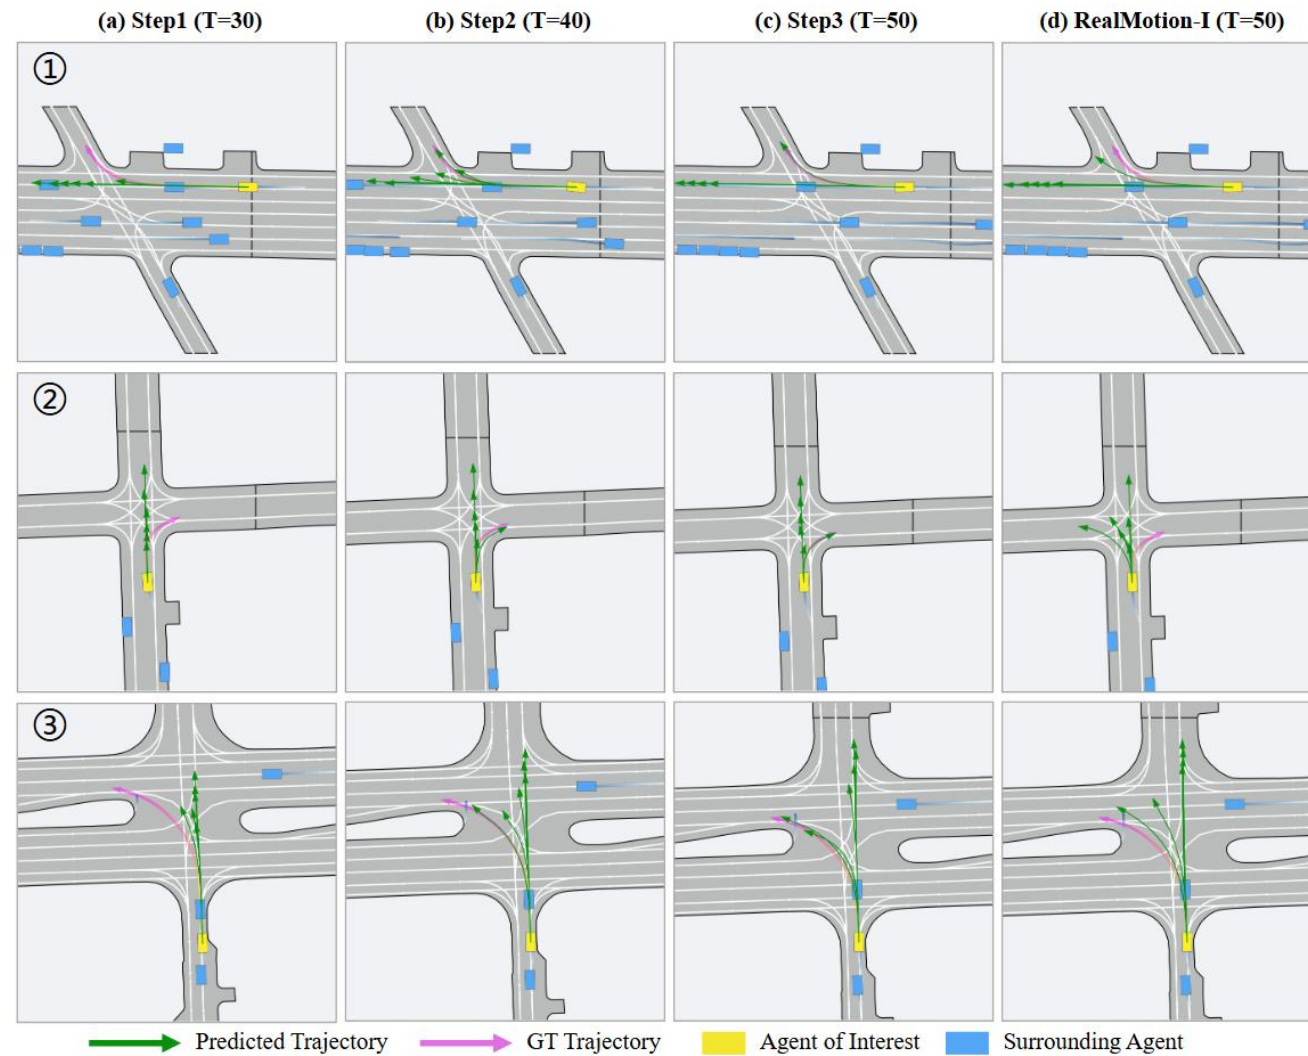 (a) Step1 (T=30) (b) Step2 (T=40) (c) Step3 (T=50) (d) RealMotion-I (T=50)
①
②
③
Predicted Trajectory GT Trajectory Agent of Interest Surrounding Agent